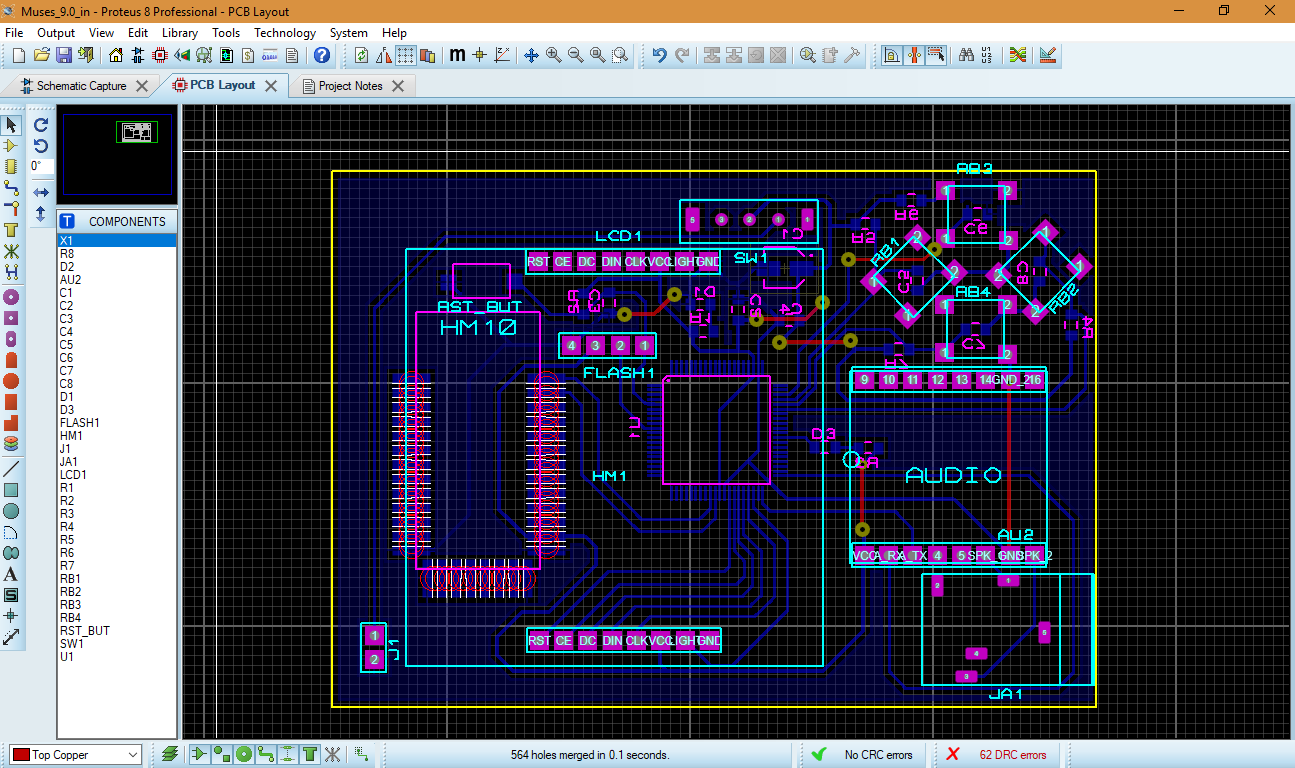 Muses_9.0_in - Proteus 8 Professional - PCB Layout
File Output View Edit Library Tools Technology System Help
Schematic Capture PCB Layout Project Notes
0°
COMPONENTS
X1
R8
D2
AU2
C1
C2
C3
C4
C5
C6
C7
C8
D1
D3
FLASH1
HM1
J1
JA1
LCD1
R1
R2
R3
R4
R5
R6
R7
RB1
RB2
RB3
RB4
RST_BUT
SW1
U1
RB3
LCD1
SW1
RST CE DC DIN CLK VCC LIGHT GND
RB1
RB4
RB2
RST_BUT
HM10
4 3 2 1
FLASH1
9 10 11 12 13 14 GND_2 16
U1
HM1
AUDIO
AU2
VCC A_RX A_TX 4 5 SPK_ GND SPK_2
RST CE DC DIN CLK VCC LIGHT GND
1
2
J1
JA1
Top Copper
564 holes merged in 0.1 seconds.
No CRC errors
62 DRC errors